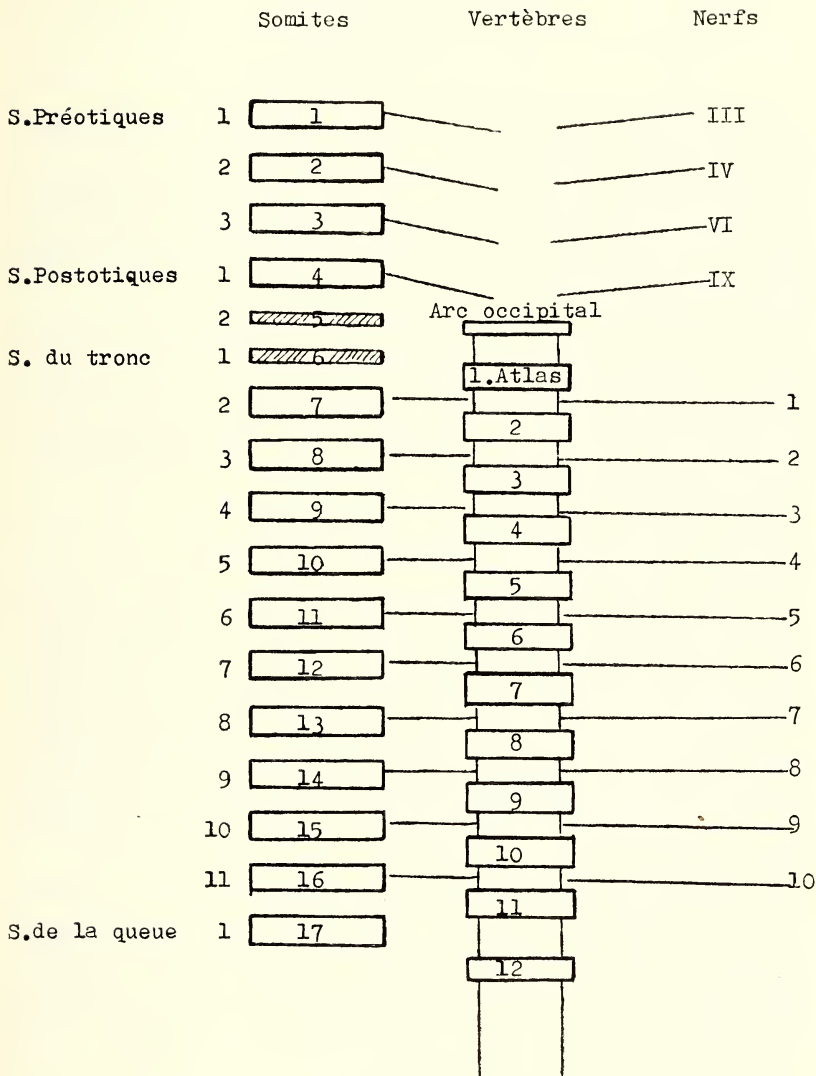 Somites Vertèbres Nerfs
S.Préotiques 1 1 III
2 2 IV
3 3 VI
S.Postotiques 1 4 IX
Arc occipital
2 5
S. du tronc 1 6
1.Atlas
2 7 1
2
3 8 2
3
4 9 3
4
5 10 4
5
6 11 5
6
7 12 6
7
8 13 7
8
9 14 8
9
10 15 9
10
11 16 10
11
S.de la queue 1 17
12